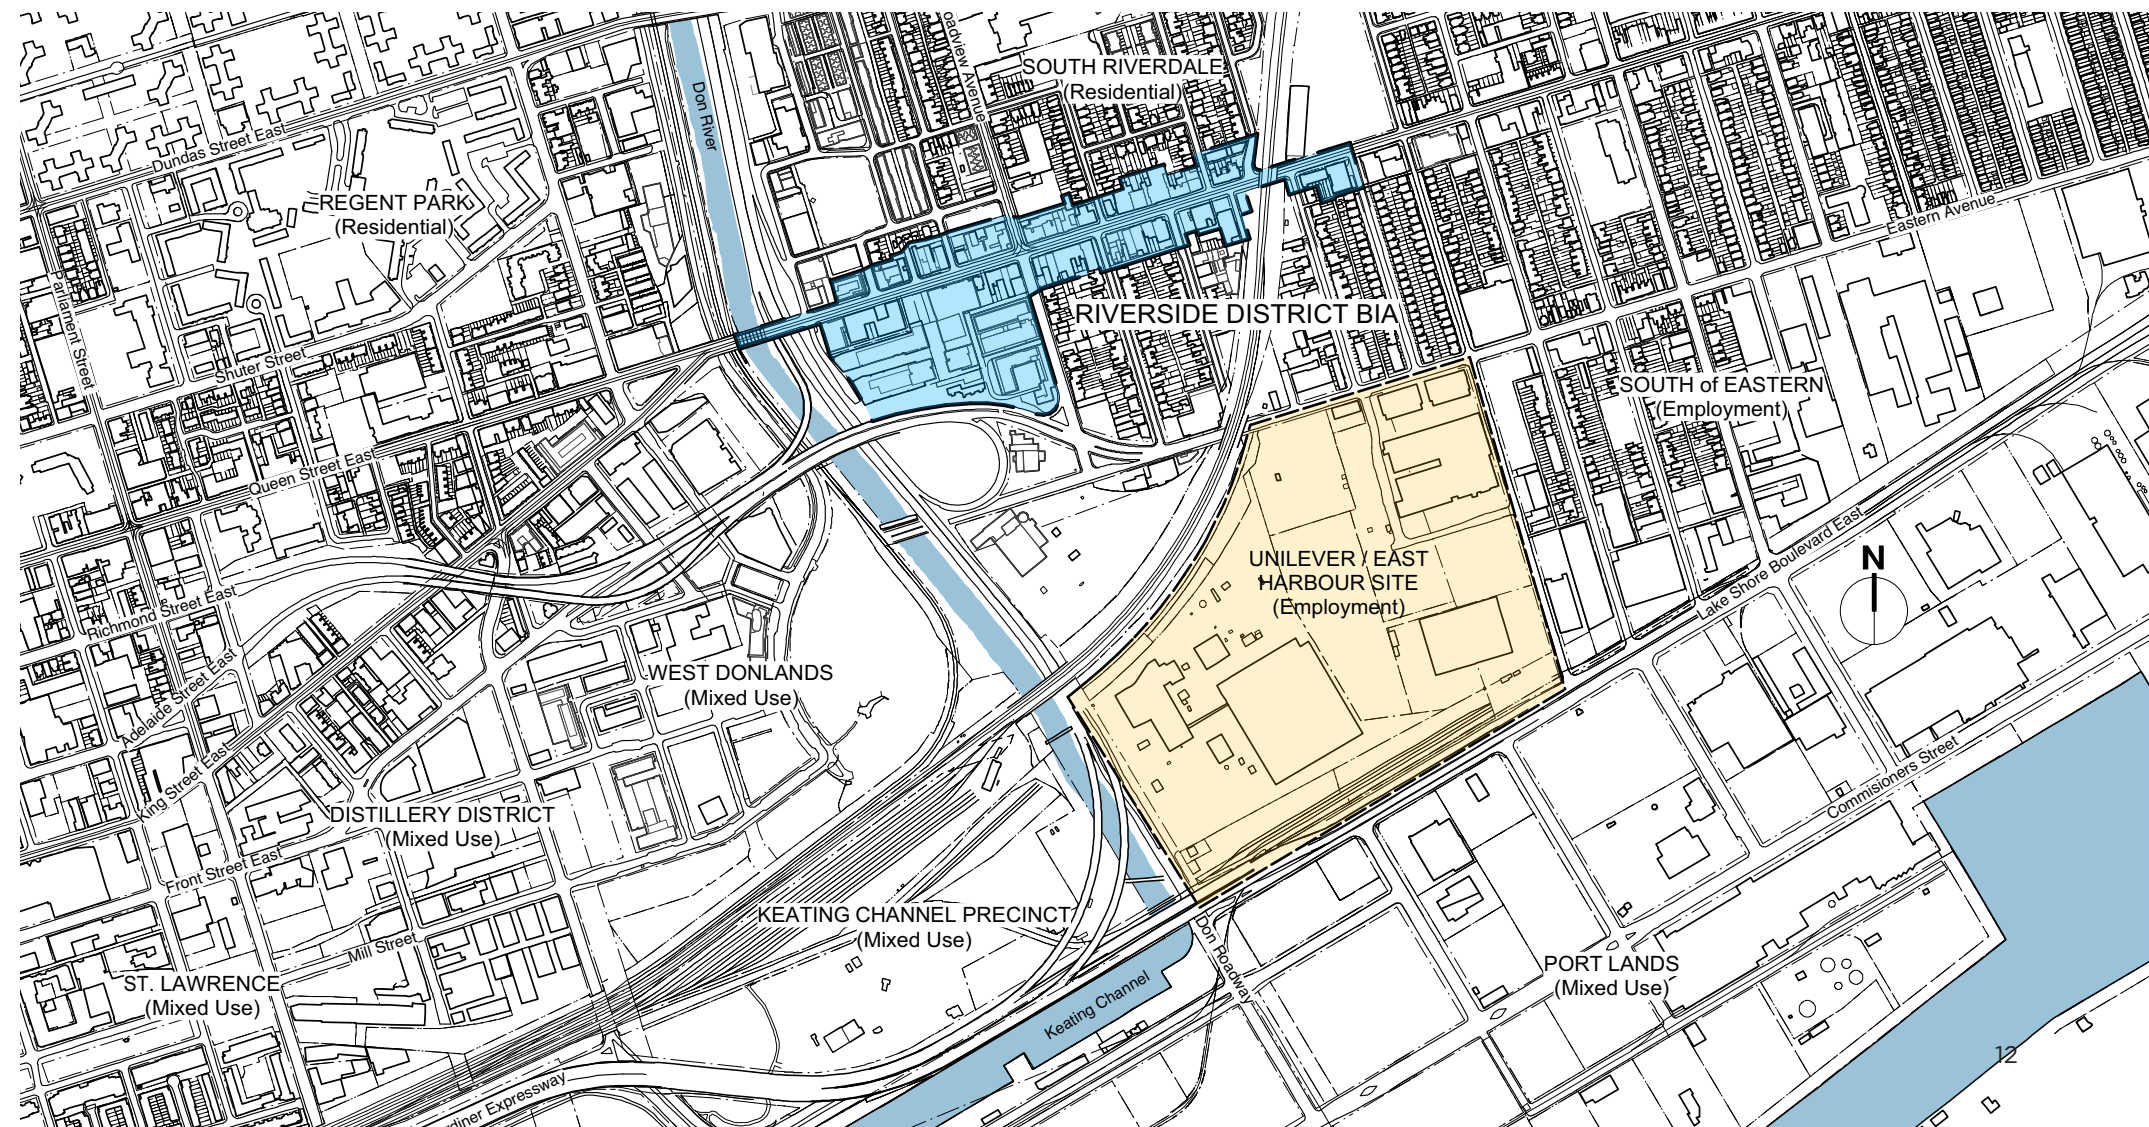 SOUTH RIVERDALE
(Residential)
oadview Avenue
Don River
Dundas Street East
REGENT PARK
(Residential)
Eastern Avenue
Parliament Street
RIVERSIDE DISTRICT BIA
Shuter Street
SOUTH of EASTERN
(Employment)
Queen Street East
UNILEVER / EAST
HARBOUR SITE
(Employment)
N
Lake Shore Boulevard East
Richmond Street East
WEST DONLANDS
(Mixed Use)
Adelaide Street East
King Street East
Commisioners Street
DISTILLERY DISTRICT
(Mixed Use)
Front Street East
KEATING CHANNEL PRECINCT
(Mixed Use)
Mill Street
Don Roadway
PORT LANDS
(Mixed Use)
ST. LAWRENCE
(Mixed Use)
Keating Channel
12
rdiner Expressway